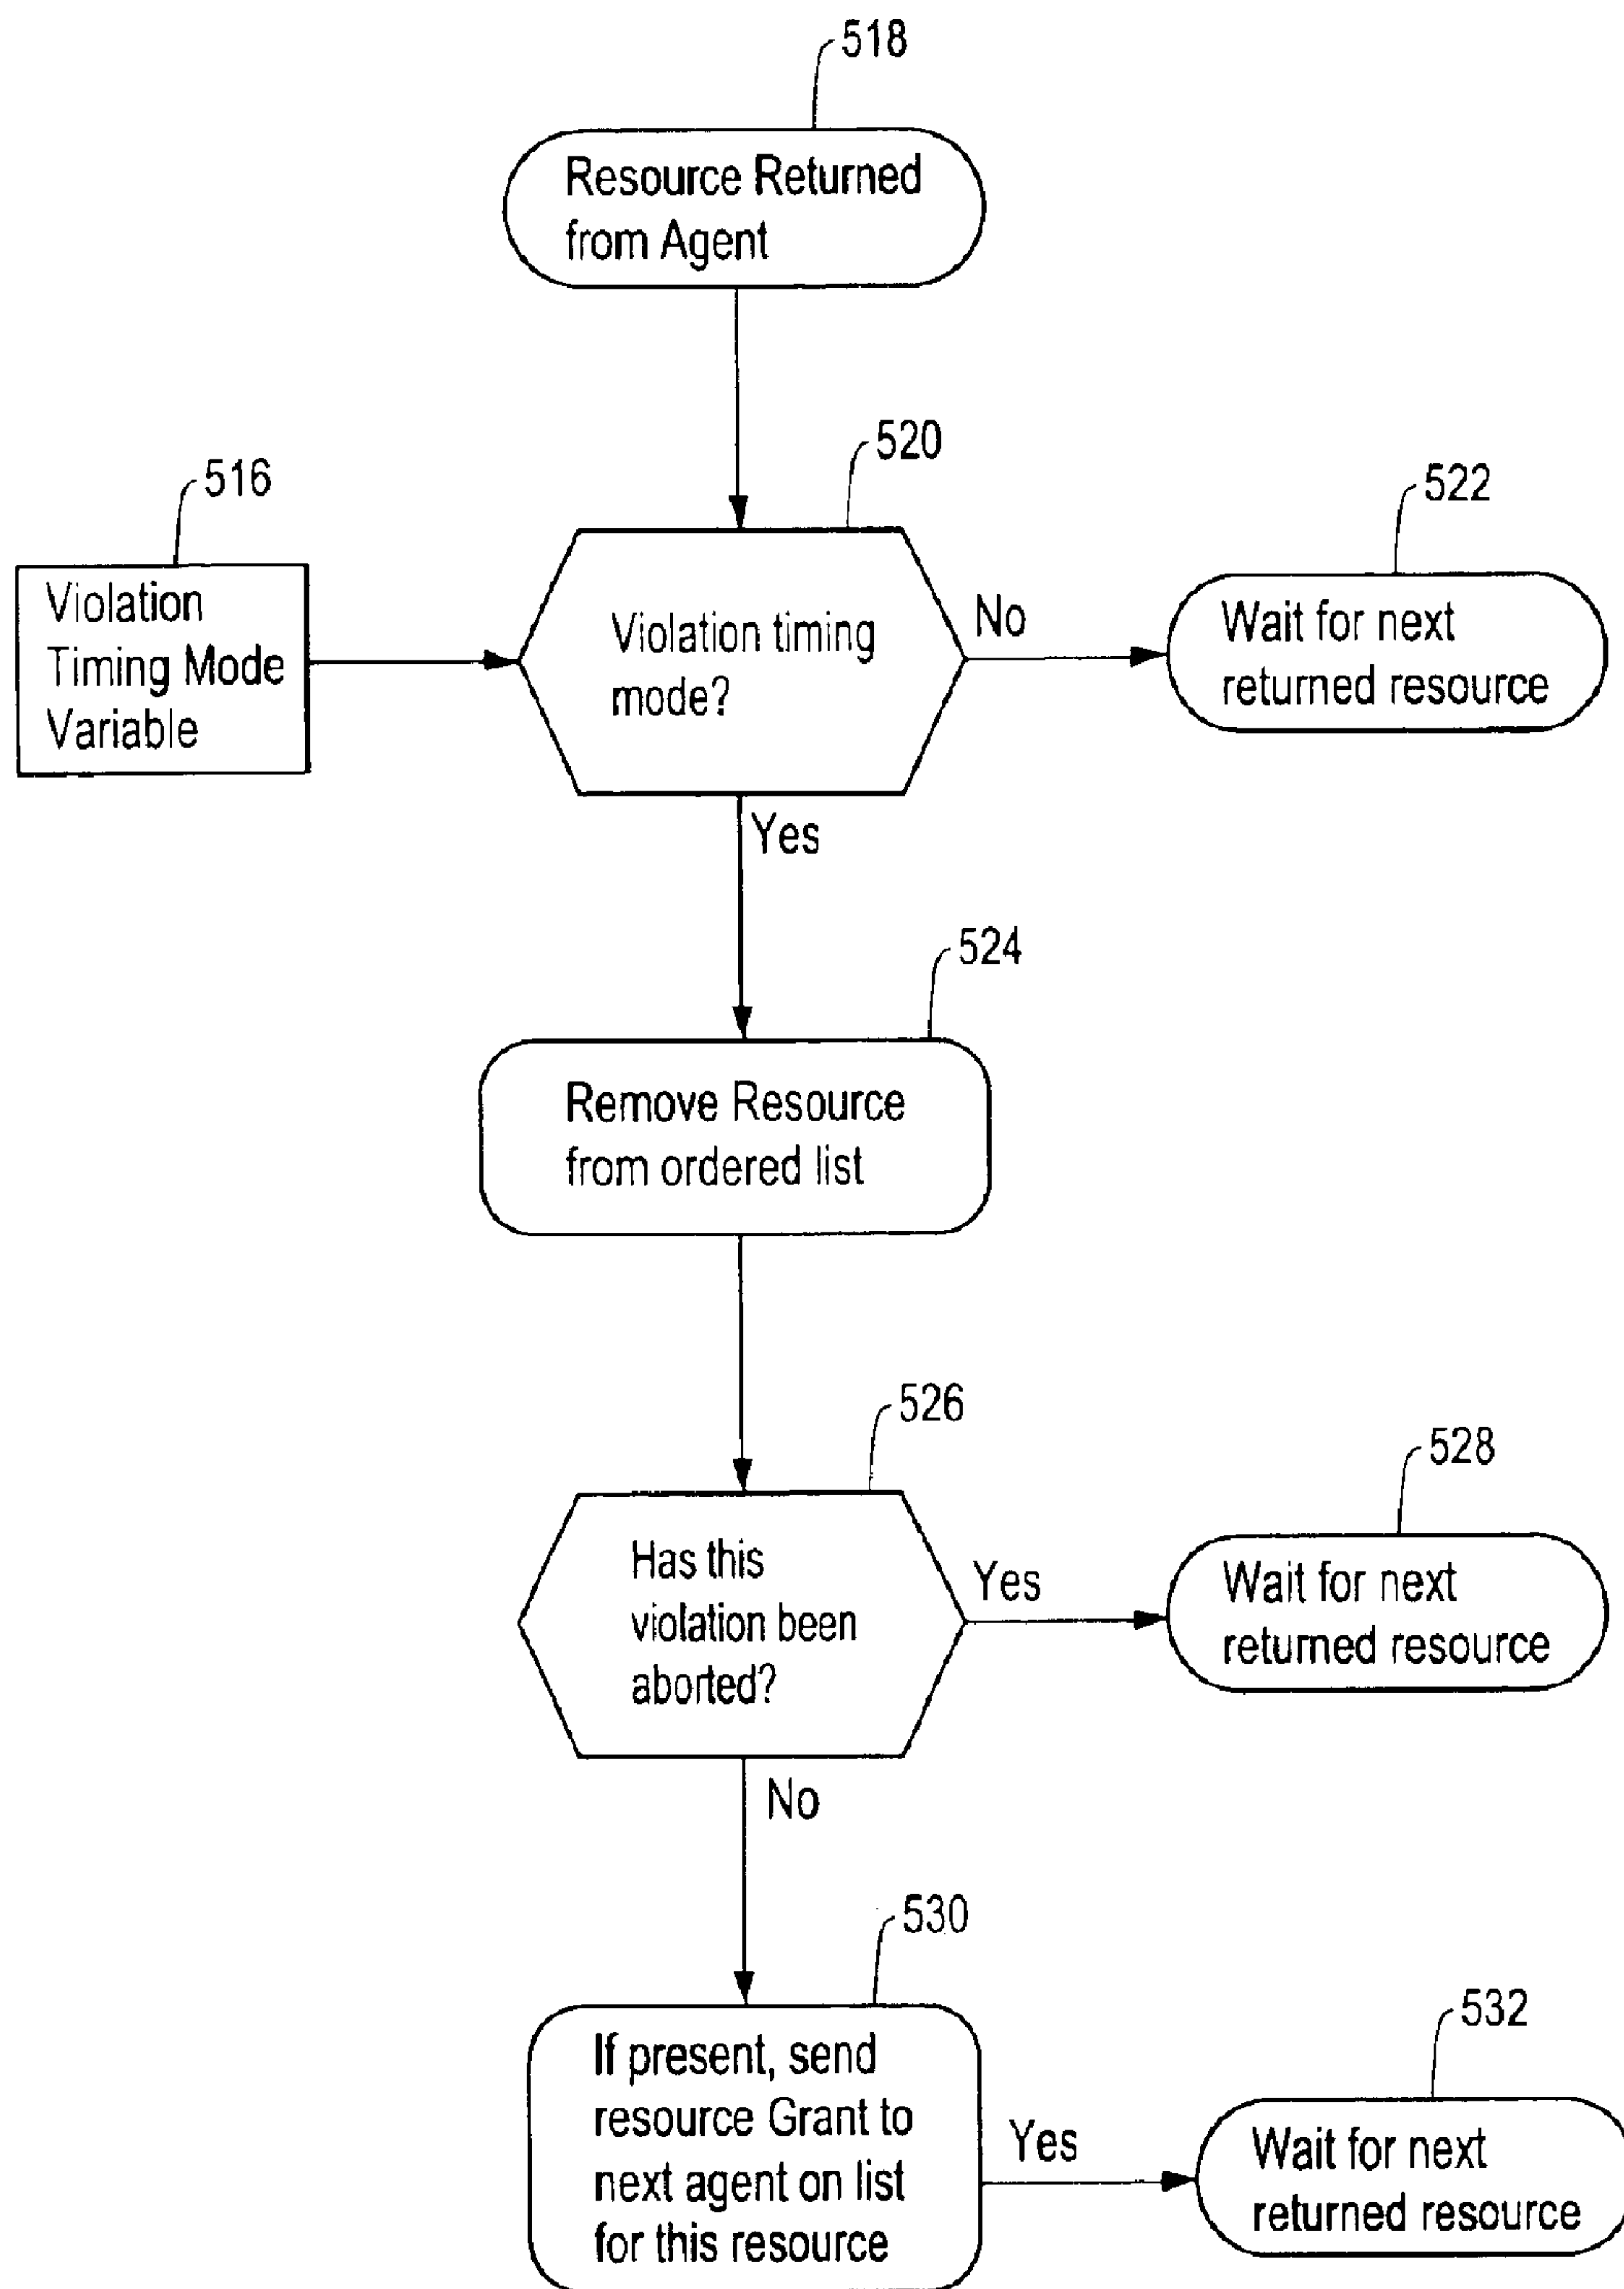 518
Resource Returned
from Agent
520
516
522
Violation
Timing Mode
Variable
Violation timing
mode?
No
Wait for next
returned resource
Yes
524
Remove Resource
from ordered list
526
528
Has this
violation been
aborted?
Yes
Wait for next
returned resource
No
530
532
If present, send
resource Grant to
next agent on list
for this resource
Yes
Wait for next
returned resource